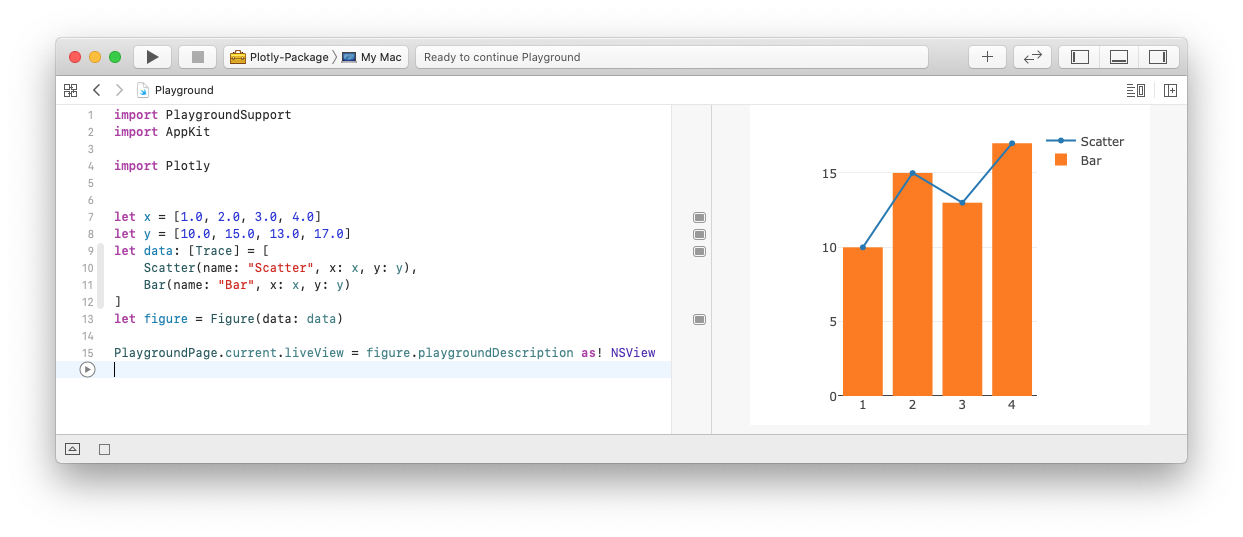 Plotly-Package
My Mac
Ready to continue Playground
Playground
1 import PlaygroundSupport
2 import AppKit
3
4 import Plotly
5
6
7 let x = [1.0, 2.0, 3.0, 4.0]
8 let y = [10.0, 15.0, 13.0, 17.0]
9 let data: [Trace] = [
10 Scatter(name: "Scatter", x: x, y: y),
11 Bar(name: "Bar", x: x, y: y)
12 ]
13 let figure = Figure(data: data)
14
15 PlaygroundPage.current.liveView = figure.playgroundDescription as! NSView
Scatter
Bar
15
10
5
0
1 2 3 4